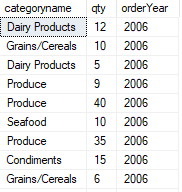 categoryname qty orderYear
Dairy Products 12 2006
Grains/Cereals 10 2006
Dairy Products 5 2006
Produce 9 2006
Produce 40 2006
Seafood 10 2006
Produce 35 2006
Condiments 15 2006
Grains/Cereals 6 2006